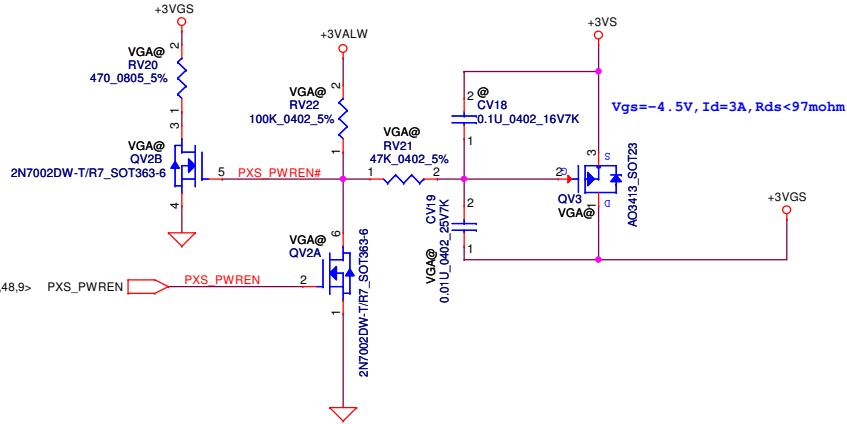 +3VGS
VGA@
RV20
470_0805_5%
2
1
3
VGA@
QV2B
2N7002DW-T/R7_SOT363-6
5
PXS_PWREN#
4
+3VALW
2
VGA@
RV22
100K_0402_5%
1
VGA@
RV21
47K_0402_5%
1
2
+3VS
@
2
CV18
0.1U_0402_16V7K
1
Vgs=-4.5V,Id=3A,Rds<97mohm
3
S
2
G
QV3
VGA@
1
D
AO3413_SOT23
2
CV19
0.01U_0402_25V7K
VGA@
1
+3VGS
6
VGA@
QV2A
2
1
2N7002DW-T/R7_SOT363-6
,48,9>
PXS_PWREN
PXS_PWREN